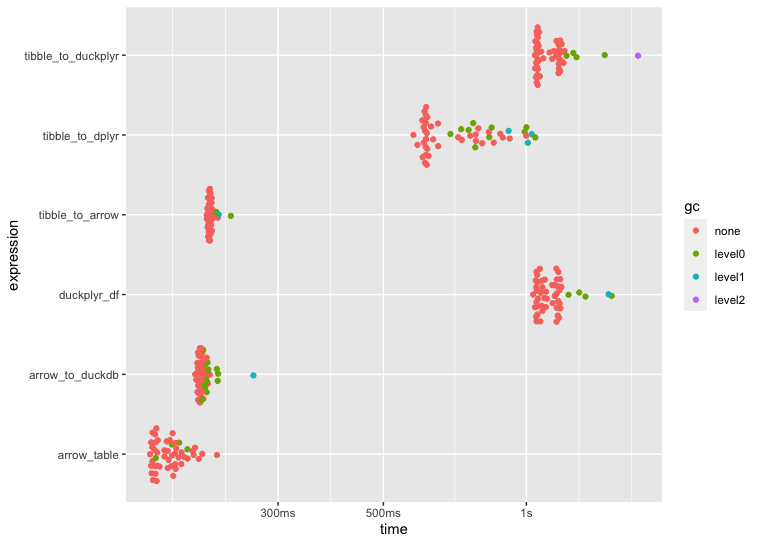 tibble_to_duckplyr
tibble_to_dplyr
tibble_to_arrow
duckplyr_df
arrow_to_duckdb
arrow_table
expression
300ms
500ms
1s
time
gc
none
level0
level1
level2